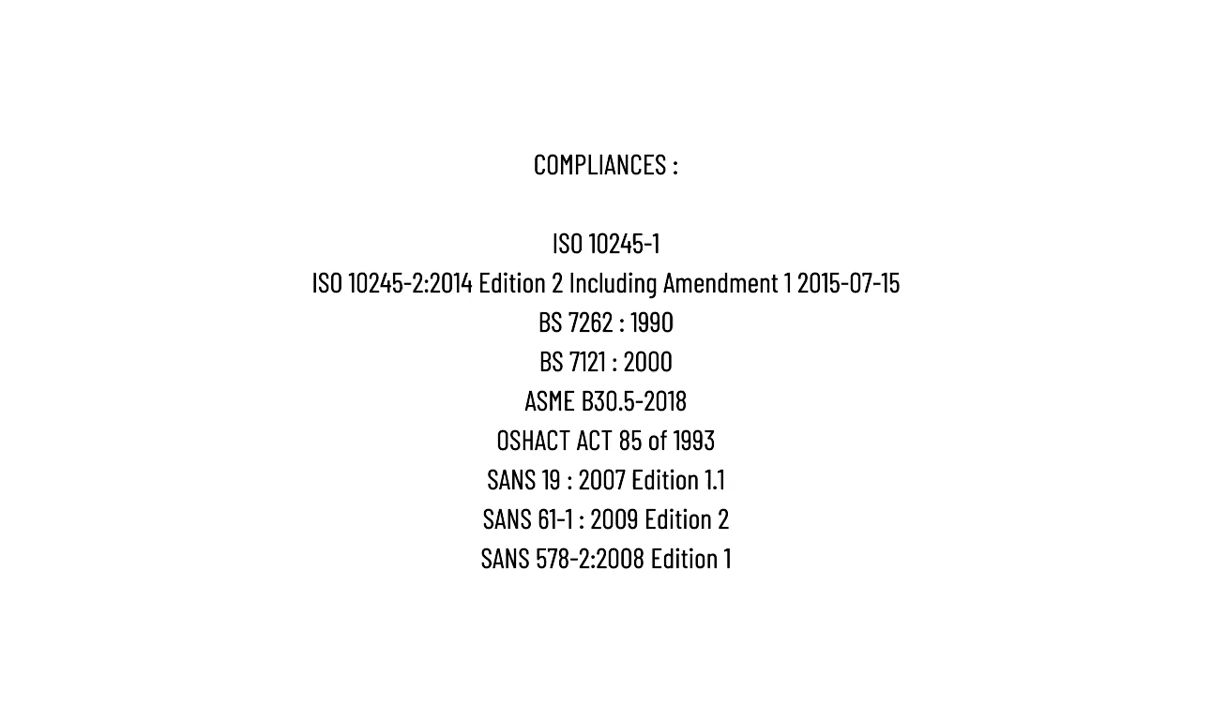 COMPLIANCES :
ISO 10245-1
ISO 10245-2:2014 Edition 2 Including Amendment 1 2015-07-15
BS 7262 : 1990
BS 7121 : 2000
ASME B30.5-2018
OSHACT ACT 85 of 1993
SANS 19 : 2007 Edition 1.1
SANS 61-1 : 2009 Edition 2
SANS 578-2:2008 Edition 1